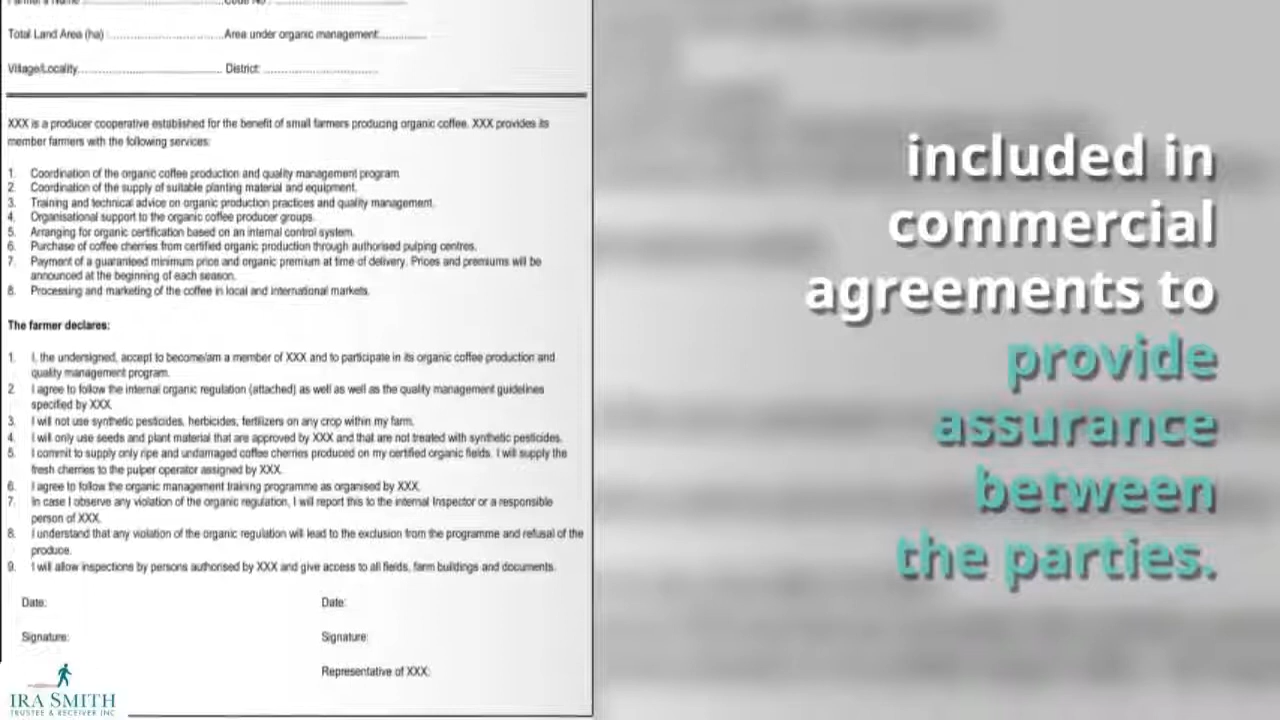 Farmer's Name Code No
Total Land Area (ha) Area under organic management:
Village/Locality District:
XXX is a producer cooperative established for the benefit of small farmers producing organic coffee. XXX provides its
member farmers with the following services:
1. Coordination of the organic coffee production and quality management program
2. Coordination of the supply of suitable planting material and equipment.
3. Training and technical advice on organic production practices and quality management.
4. Organisational support to the organic coffee producer groups.
5. Arranging for organic certification based on an internal control system.
6. Purchase of coffee cherries from certified organic production through authorised pulping centres.
7. Payment of a guaranteed minimum price and organic premium at time of delivery. Prices and premiums will be
announced at the beginning of each season.
8. Processing and marketing of the coffee in local and international markets.
The farmer declares:
1. I, the undersigned, accept to become/am a member of XXX and to participate in its organic coffee production and
quality management program.
2. I agree to follow the internal organic regulation (attached) as well as well as the quality management guidelines
specified by XXX.
3. I will not use synthetic pesticides, herbicides, fertilizers on any crop within my farm.
4. I will only use seeds and plant material that are approved by XXX and that are not treated with synthetic pesticides.
5. I commit to supply only ripe and undamaged coffee cherries produced on my certified organic fields. I will supply the
fresh cherries to the pulper operator assigned by XXX.
6. I agree to follow the organic management training programme as organised by XXX.
7. In case I observe any violation of the organic regulation, I will report this to the internal Inspector or a responsible
person of XXX.
8. I understand that any violation of the organic regulation will lead to the exclusion from the programme and refusal of the
produce.
9. I will allow inspections by persons authorised by XXX and give access to all fields, farm buildings and documents.
Date: Date:
Signature: Signature:
Representative of XXX:
IRA SMITH
TRUSTEE & RECEIVER INC
included in
commercial
agreements to
provide
assurance
between
the parties.